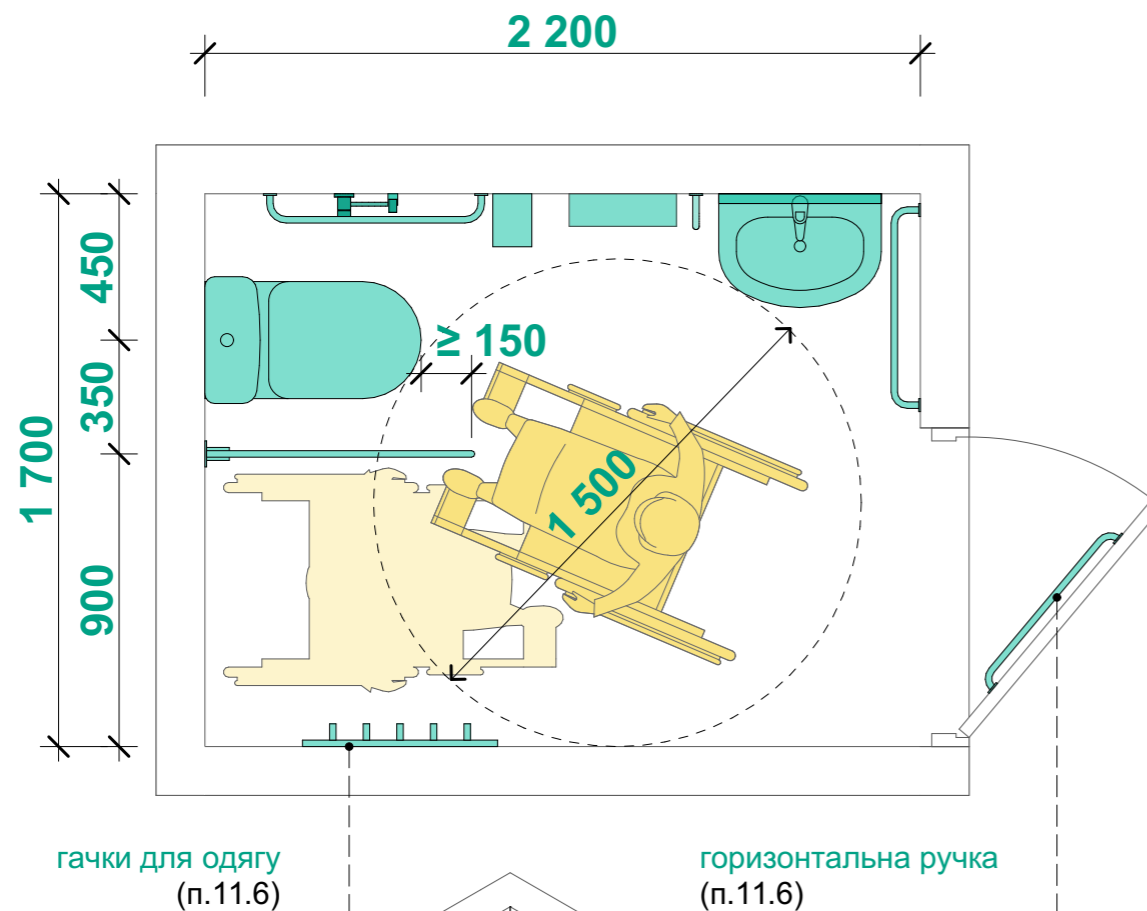 2 200
450
≥ 150
350
1 700
1 500
900
гачки для одягу
(п.11.6)
горизонтальна ручка
(п.11.6)